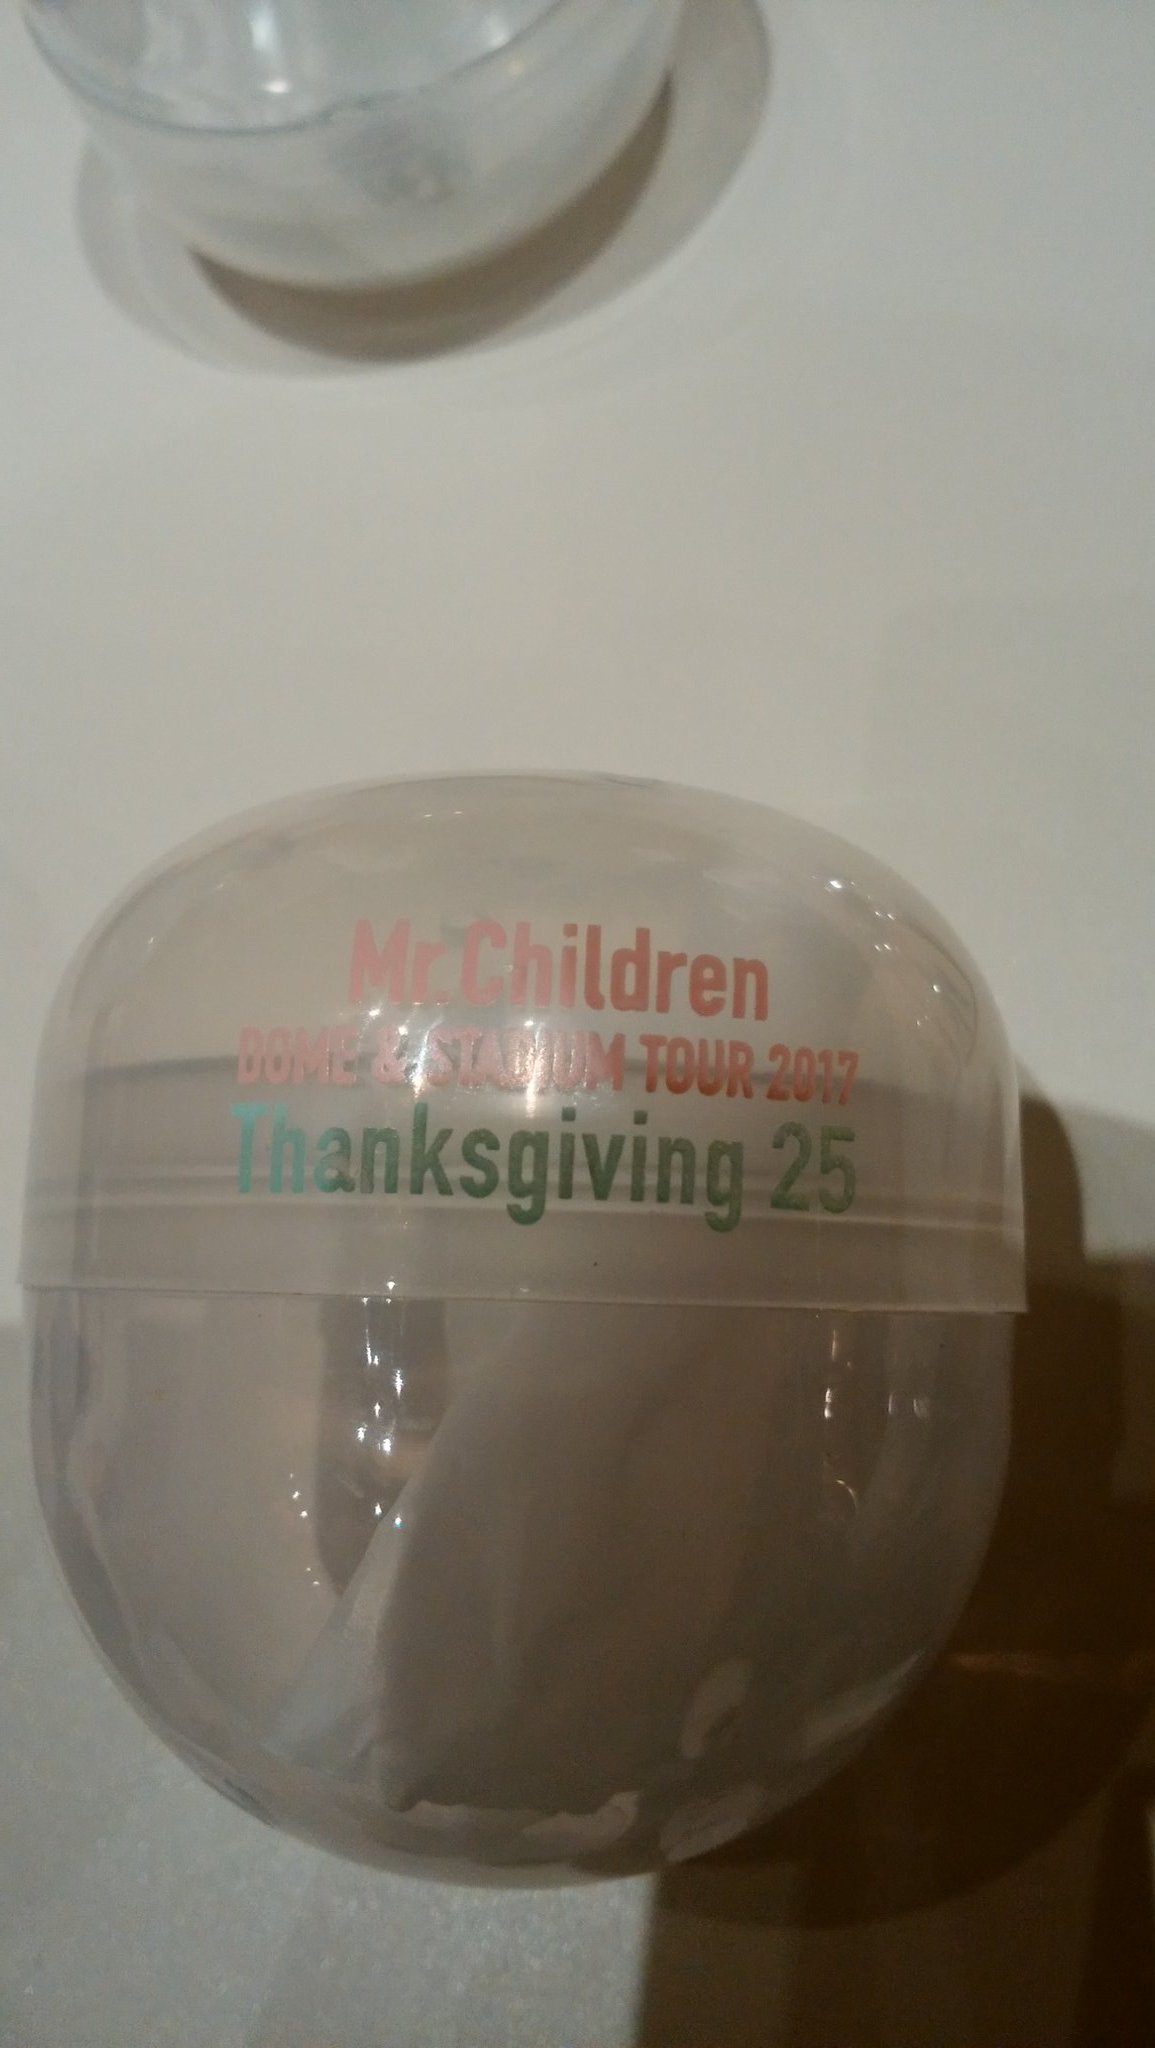 Mr.Children
DOME & STADIUM TOUR 2017
Thanksgiving 25